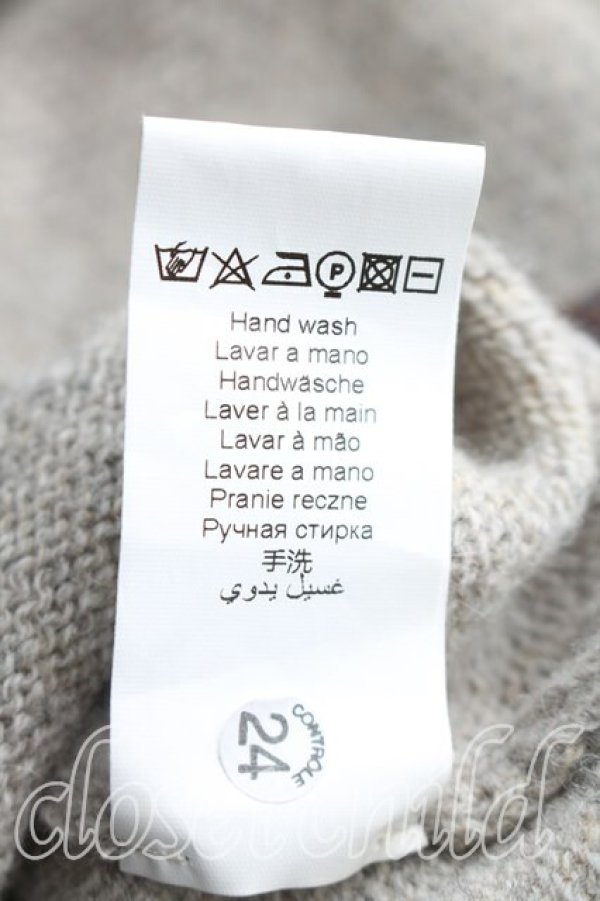 P
Hand wash
Lavar a mano
Handwäsche
Laver à la main
Lavar à mão
Lavare a mano
Pranie reczne
Ручная стирка
手洗
غسيل يدوي
CONTROLE
24
closetchild